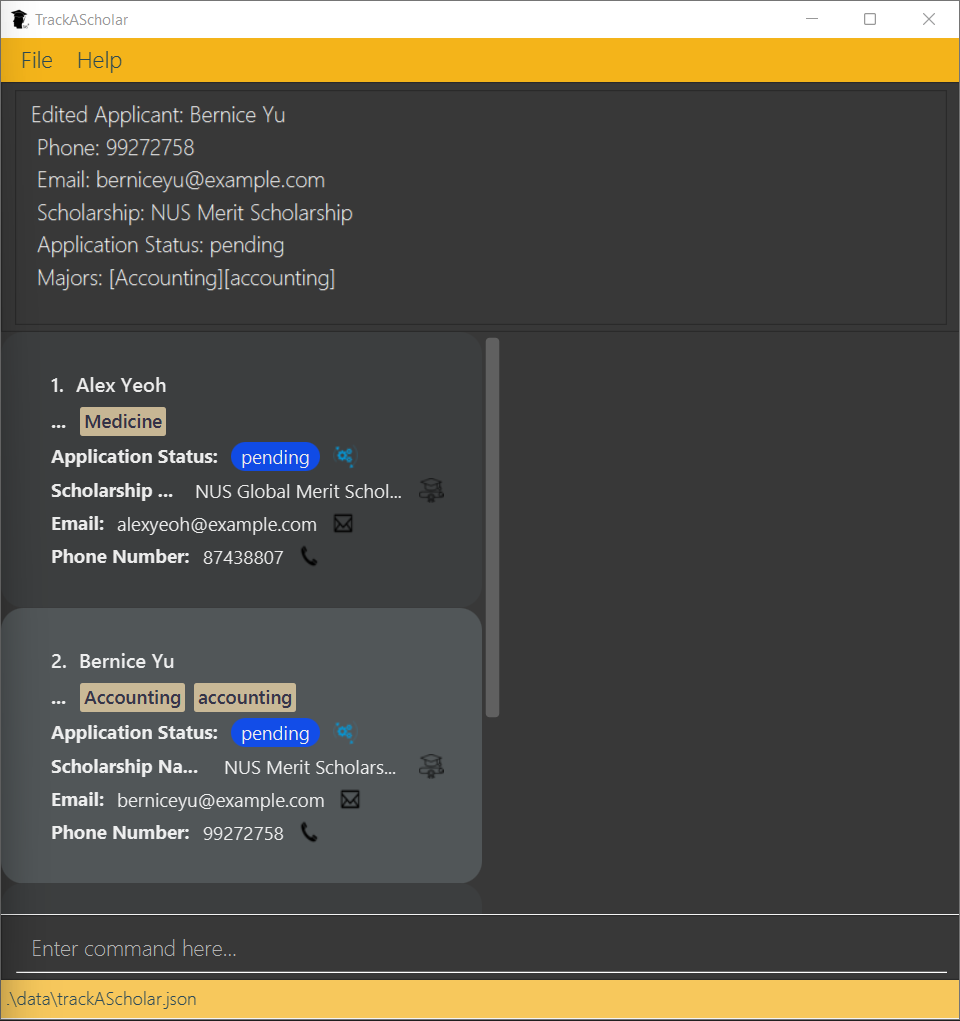 TrackAScholar
File Help
Edited Applicant: Bernice Yu
Phone: 99272758
Email: berniceyu@example.com
Scholarship: NUS Merit Scholarship
Application Status: pending
Majors: [Accounting][accounting]
1. Alex Yeoh
... Medicine
Application Status: pending
Scholarship ... NUS Global Merit Schol...
Email: alexyeoh@example.com
Phone Number: 87438807
2. Bernice Yu
... Accounting accounting
Application Status: pending
Scholarship Na... NUS Merit Scholars...
Email: berniceyu@example.com
Phone Number: 99272758
Enter command here...
.\data\trackAScholar.json